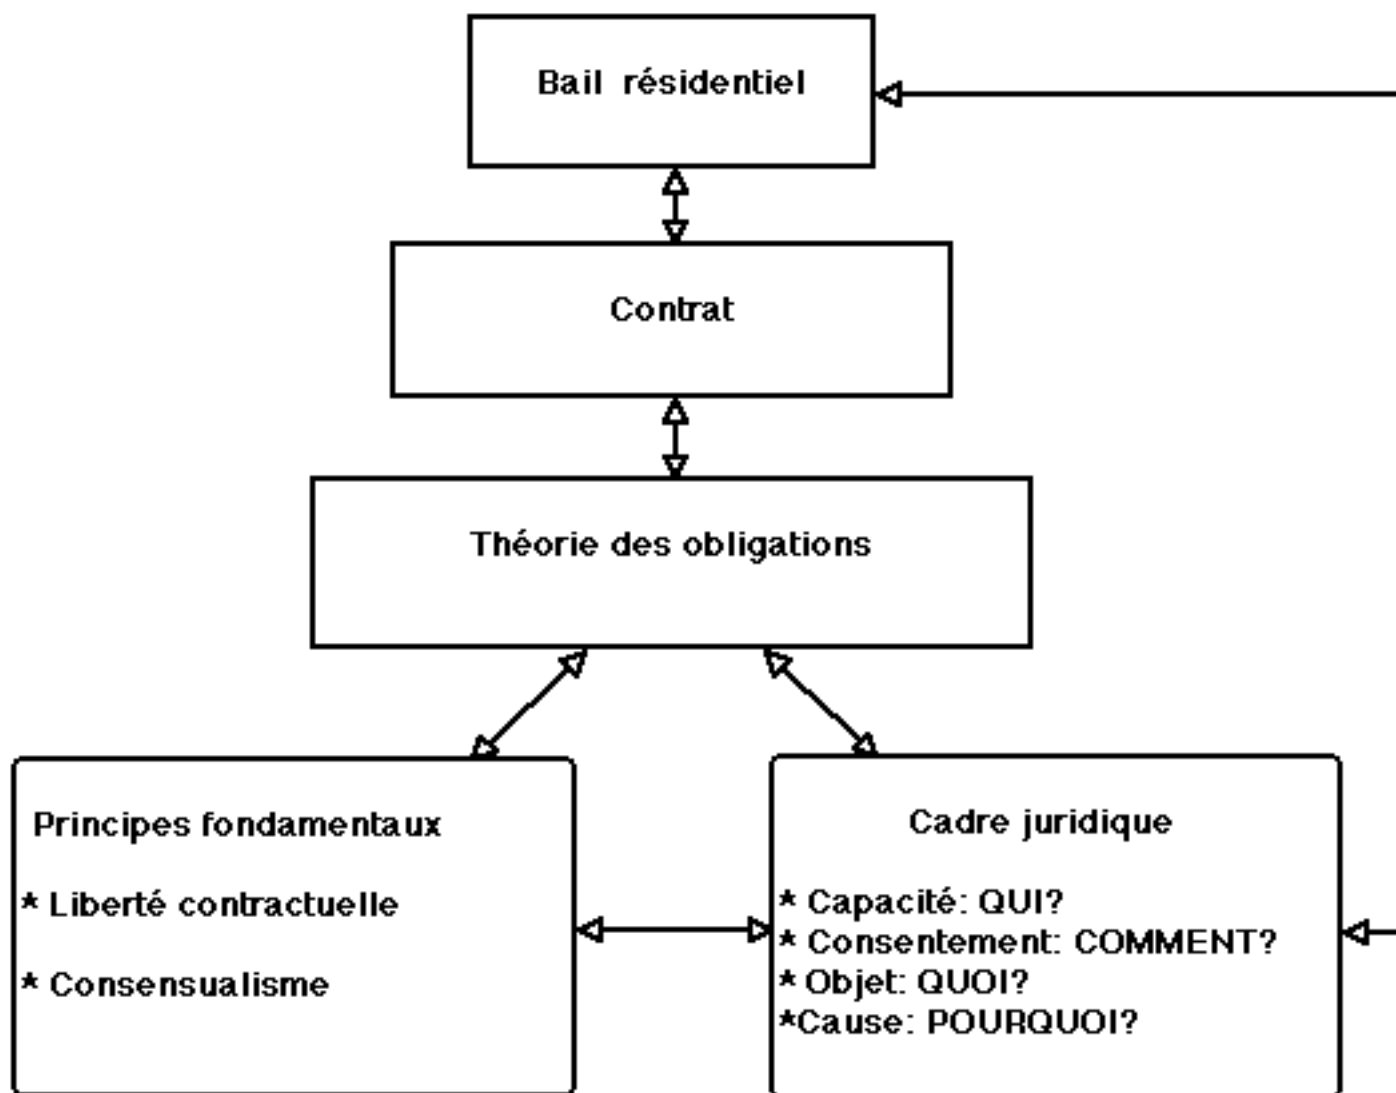 Bail résidentiel
Contrat
Théorie des obligations
Principes fondamentaux
* Liberté contractuelle
* Consensualisme
Cadre juridique
* Capacité: QUI?
* Consentement: COMMENT?
* Objet: QUOI?
*Cause: POURQUOI?